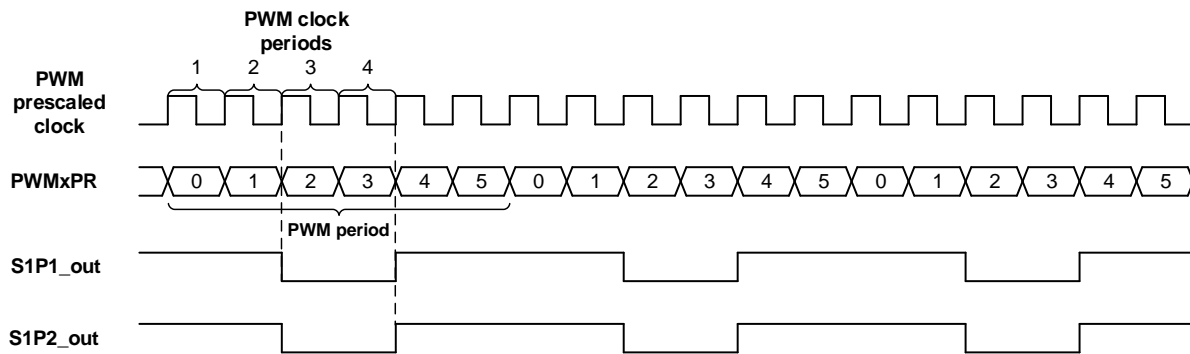 PWM clock
periods
1 2 3 4
PWM
prescaled
clock
PWMxPR 0 1 2 3 4 5 0 1 2 3 4 5 0 1 2 3 4 5
PWM period
S1P1_out
S1P2_out